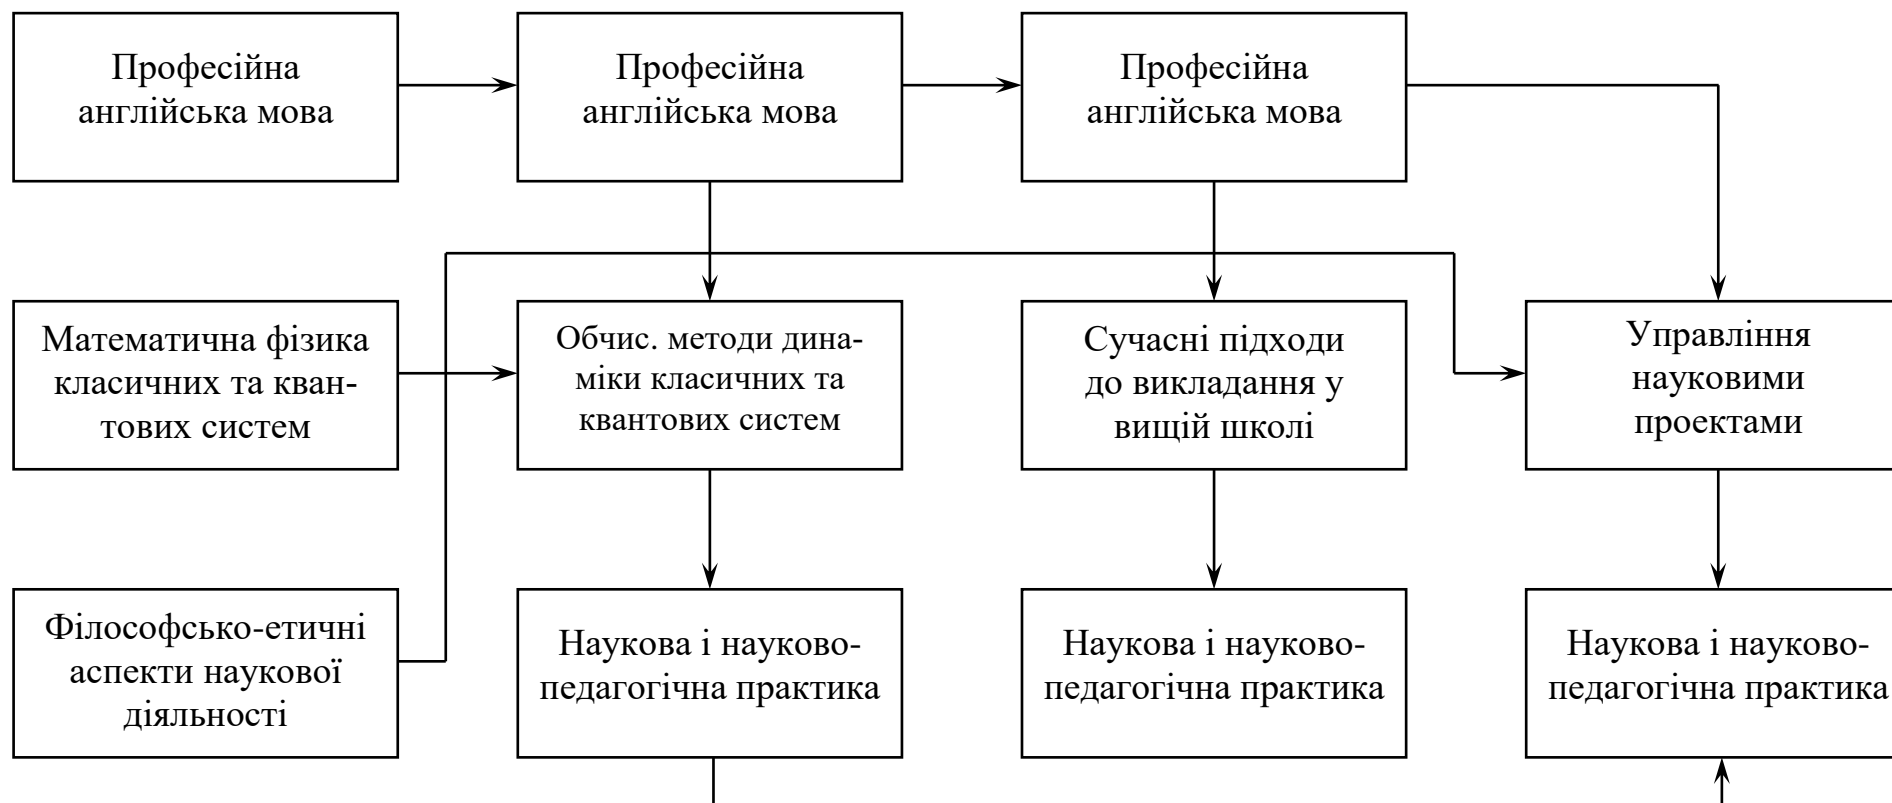 Професійна
англійська мова
Професійна
англійська мова
Професійна
англійська мова
Математична фізика
класичних та кван-
тових систем
Обчис. методи дина-
міки класичних та
квантових систем
Сучасні підходи
до викладання у
вищій школі
Управління
науковими
проектами
Філософсько-етичні
аспекти наукової
діяльності
Наукова і науково-
педагогічна практика
Наукова і науково-
педагогічна практика
Наукова і науково-
педагогічна практика